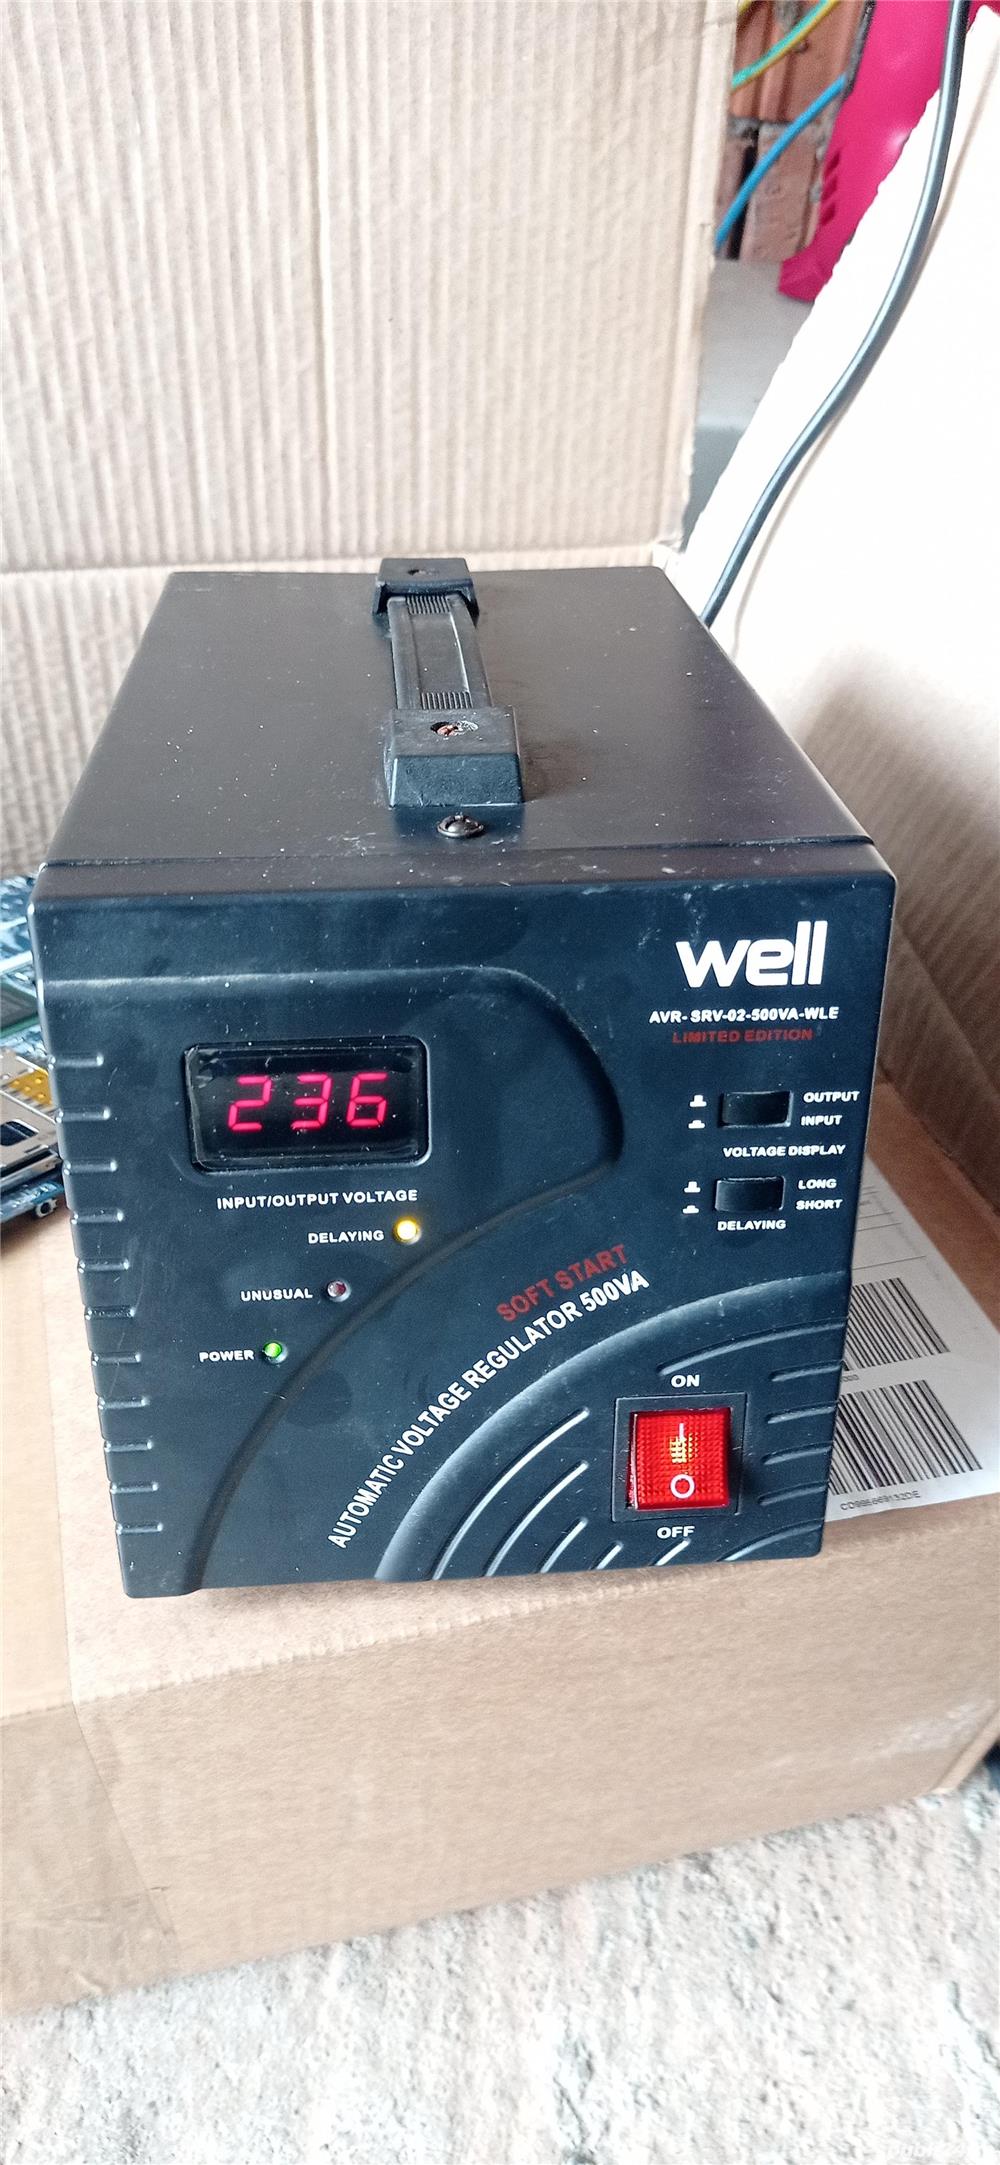 well
AVR-SRV-02-500VA-WLE
LIMITED EDITION
236
INPUT/OUTPUT VOLTAGE
OUTPUT
INPUT
VOLTAGE DISPLAY
LONG
SHORT
DELAYING
DELAYING
UNUSUAL
POWER
SOFT START
AUTOMATIC VOLTAGE REGULATOR 500VA
ON
OFF